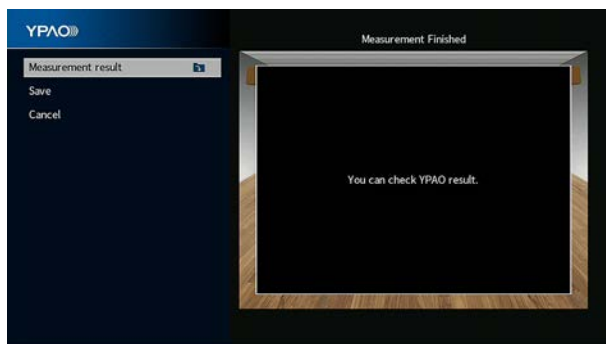 YPAO
Measurement Finished
Measurement result
Save
Cancel
You can check YPAO result.